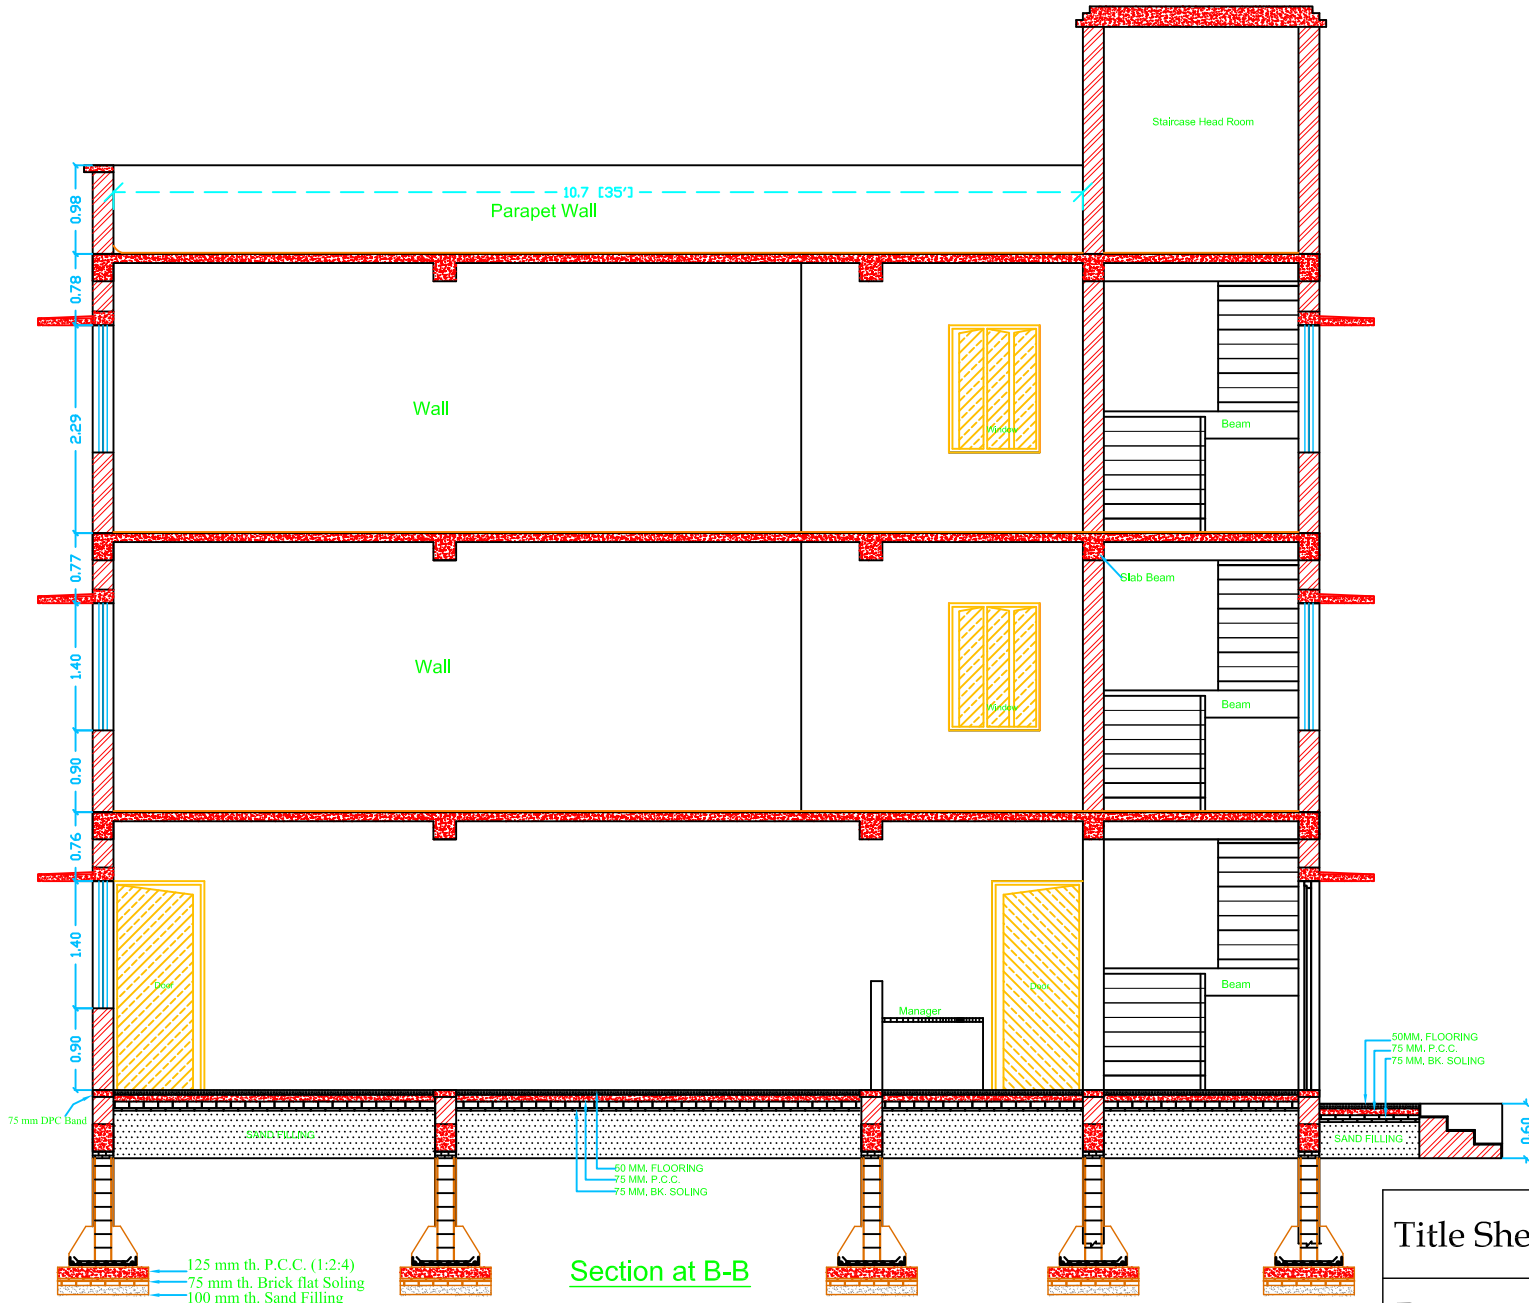 Staircase Head Room
10.7 [35']
Parapet Wall
0.98
0.78
2.29
Wall
Window
Beam
0.77
Slab Beam
1.40
Wall
Window
Beam
0.90
0.76
1.40
Door
Door
Beam
Manager
0.90
50MM. FLOORING
75 MM. P.C.C.
75 MM. BK. SOLING
75 mm DPC Band
SAND FILLING
SAND FILLING
0.60
50 MM. FLOORING
75 MM. P.C.C.
75 MM. BK. SOLING
Title She
125 mm th. P.C.C. (1:2:4)
75 mm th. Brick flat Soling
100 mm th. Sand Filling
Section at B-B